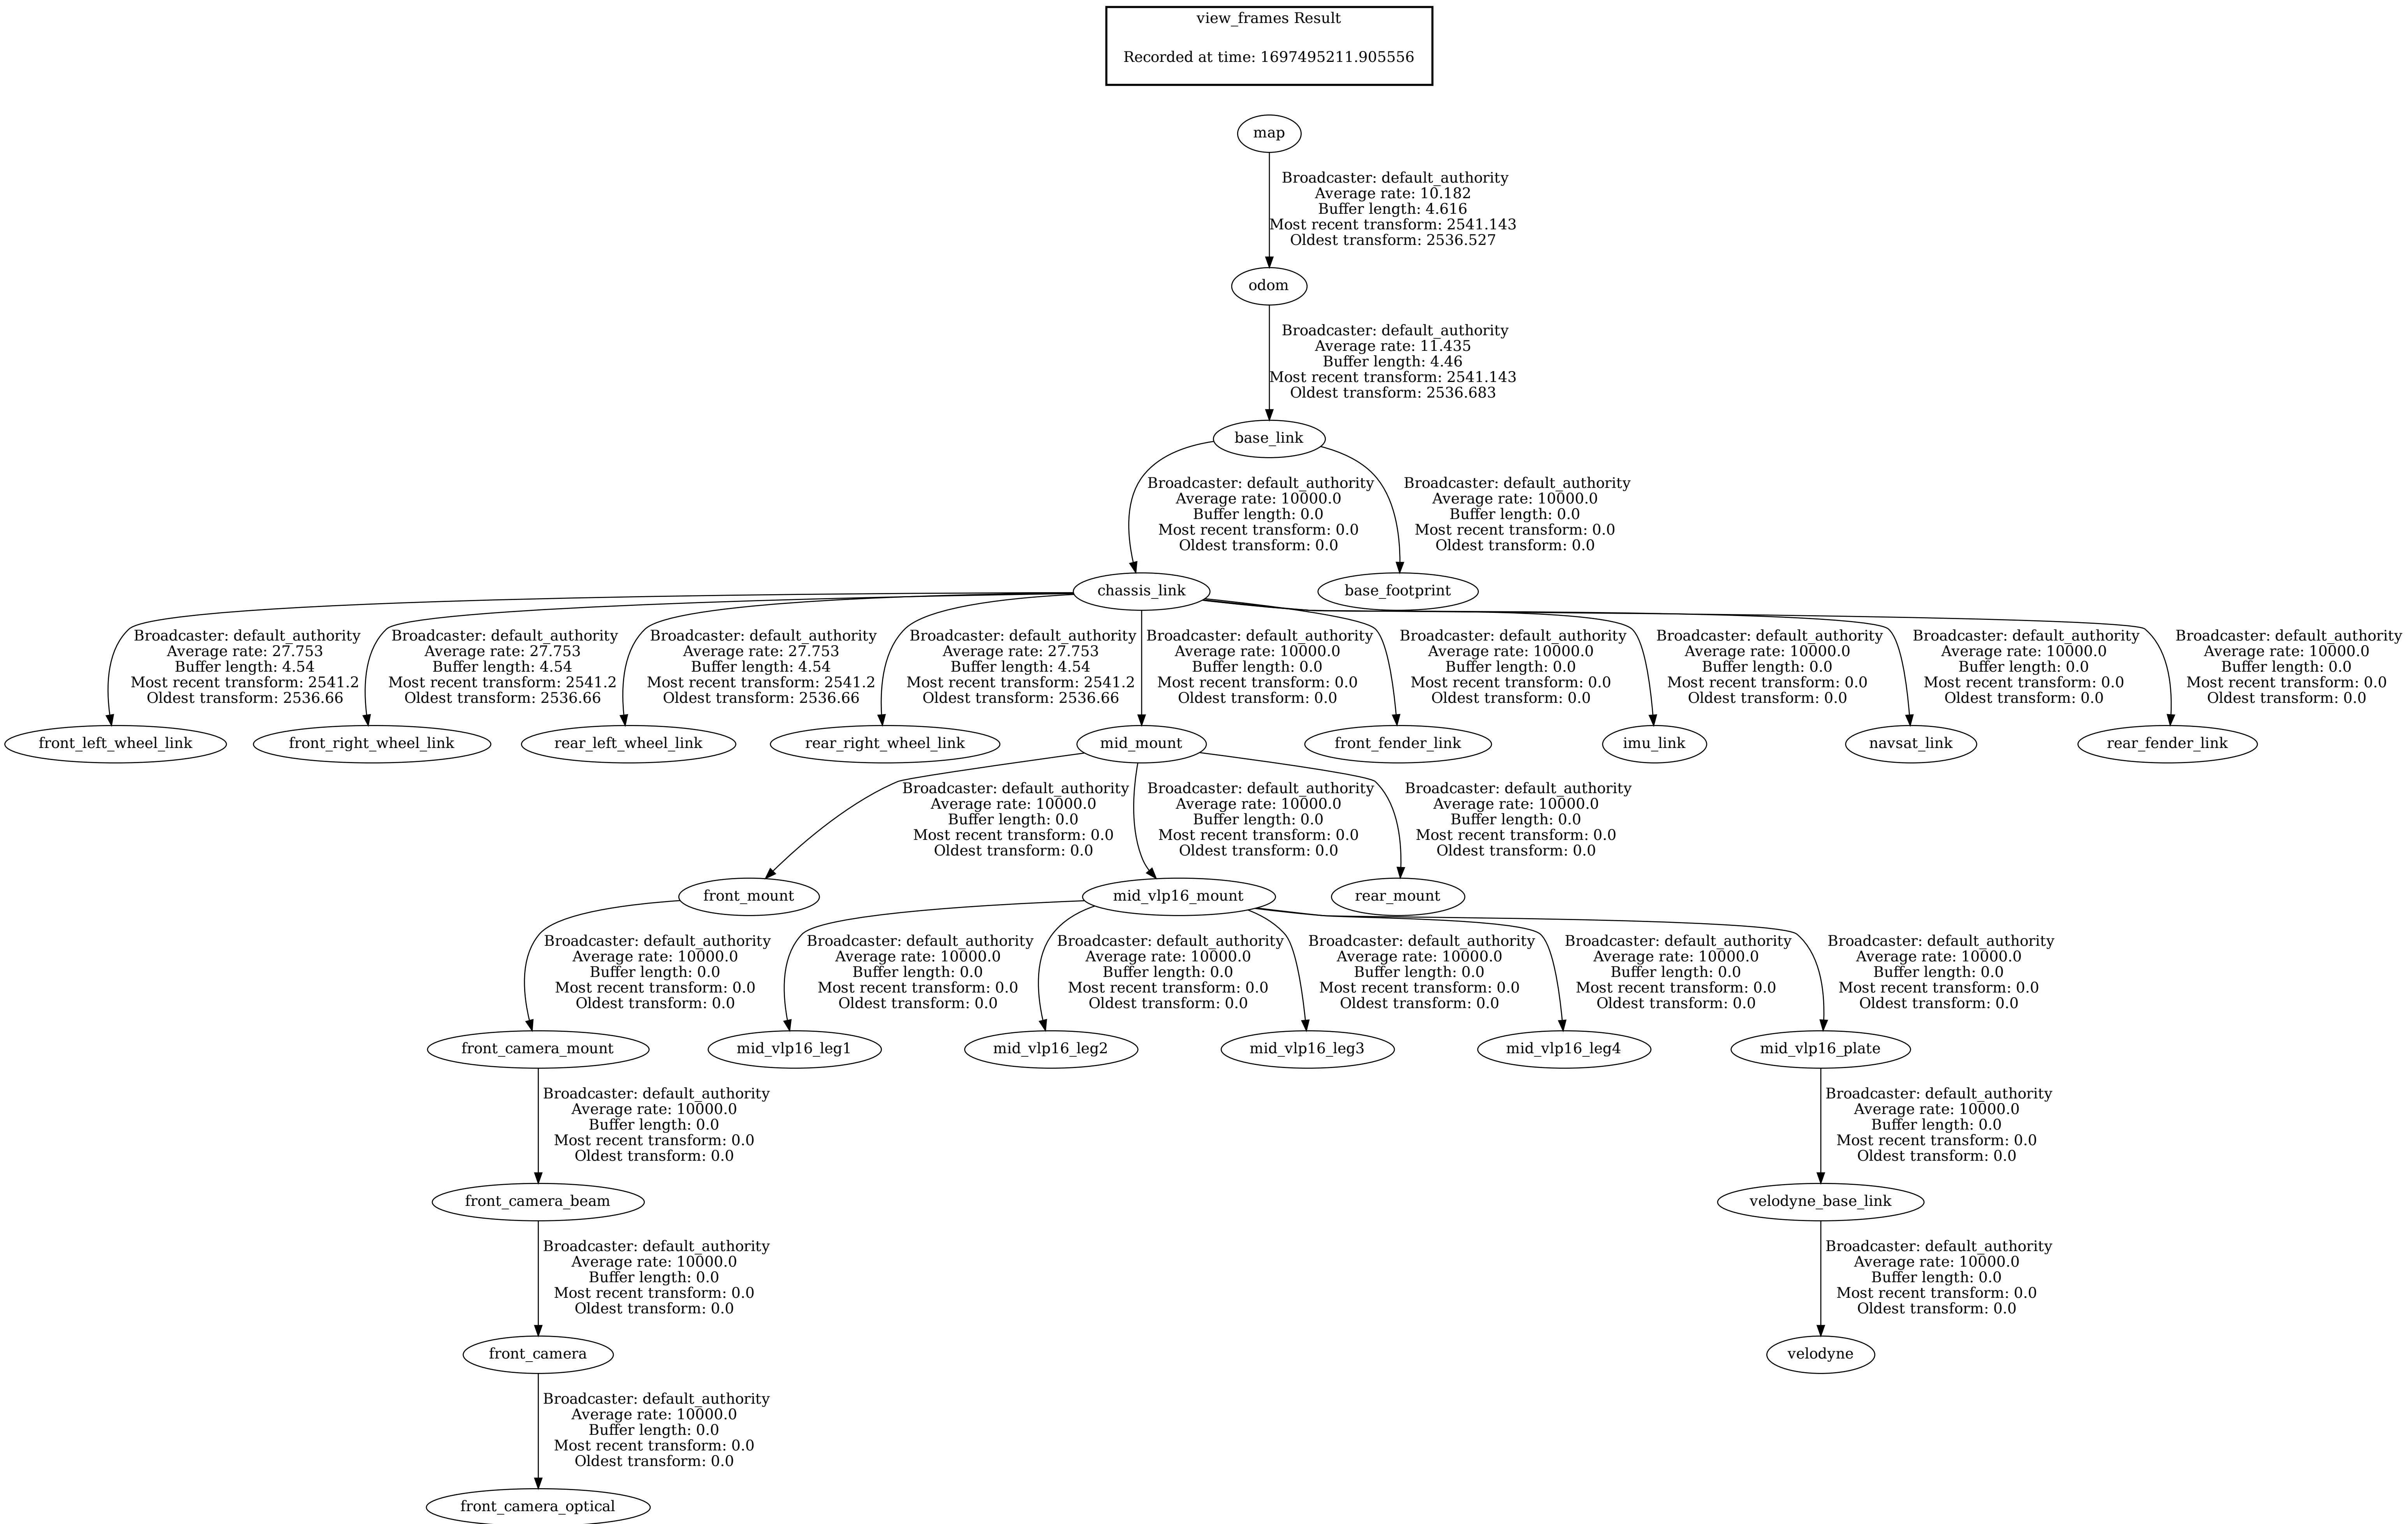 view_frames Result
Recorded at time: 1697495211.905556
map
Broadcaster: default_authority
Average rate: 10.182
Buffer length: 4.616
Most recent transform: 2541.143
Oldest transform: 2536.527
odom
Broadcaster: default_authority
Average rate: 11.435
Buffer length: 4.46
Most recent transform: 2541.143
Oldest transform: 2536.683
base_link
Broadcaster: default_authority
Average rate: 10000.0
Buffer length: 0.0
Most recent transform: 0.0
Oldest transform: 0.0
Broadcaster: default_authority
Average rate: 10000.0
Buffer length: 0.0
Most recent transform: 0.0
Oldest transform: 0.0
chassis_link
base_footprint
Broadcaster: default_authority
Average rate: 27.753
Buffer length: 4.54
Most recent transform: 2541.2
Oldest transform: 2536.66
Broadcaster: default_authority
Average rate: 27.753
Buffer length: 4.54
Most recent transform: 2541.2
Oldest transform: 2536.66
Broadcaster: default_authority
Average rate: 27.753
Buffer length: 4.54
Most recent transform: 2541.2
Oldest transform: 2536.66
Broadcaster: default_authority
Average rate: 27.753
Buffer length: 4.54
Most recent transform: 2541.2
Oldest transform: 2536.66
Broadcaster: default_authority
Average rate: 10000.0
Buffer length: 0.0
Most recent transform: 0.0
Oldest transform: 0.0
Broadcaster: default_authority
Average rate: 10000.0
Buffer length: 0.0
Most recent transform: 0.0
Oldest transform: 0.0
Broadcaster: default_authority
Average rate: 10000.0
Buffer length: 0.0
Most recent transform: 0.0
Oldest transform: 0.0
Broadcaster: default_authority
Average rate: 10000.0
Buffer length: 0.0
Most recent transform: 0.0
Oldest transform: 0.0
Broadcaster: default_authority
Average rate: 10000.0
Buffer length: 0.0
Most recent transform: 0.0
Oldest transform: 0.0
front_left_wheel_link
front_right_wheel_link
rear_left_wheel_link
rear_right_wheel_link
mid_mount
front_fender_link
imu_link
navsat_link
rear_fender_link
Broadcaster: default_authority
Average rate: 10000.0
Buffer length: 0.0
Most recent transform: 0.0
Oldest transform: 0.0
Broadcaster: default_authority
Average rate: 10000.0
Buffer length: 0.0
Most recent transform: 0.0
Oldest transform: 0.0
Broadcaster: default_authority
Average rate: 10000.0
Buffer length: 0.0
Most recent transform: 0.0
Oldest transform: 0.0
front_mount
mid_vlp16_mount
rear_mount
Broadcaster: default_authority
Average rate: 10000.0
Buffer length: 0.0
Most recent transform: 0.0
Oldest transform: 0.0
Broadcaster: default_authority
Average rate: 10000.0
Buffer length: 0.0
Most recent transform: 0.0
Oldest transform: 0.0
Broadcaster: default_authority
Average rate: 10000.0
Buffer length: 0.0
Most recent transform: 0.0
Oldest transform: 0.0
Broadcaster: default_authority
Average rate: 10000.0
Buffer length: 0.0
Most recent transform: 0.0
Oldest transform: 0.0
Broadcaster: default_authority
Average rate: 10000.0
Buffer length: 0.0
Most recent transform: 0.0
Oldest transform: 0.0
Broadcaster: default_authority
Average rate: 10000.0
Buffer length: 0.0
Most recent transform: 0.0
Oldest transform: 0.0
front_camera_mount
mid_vlp16_leg1
mid_vlp16_leg2
mid_vlp16_leg3
mid_vlp16_leg4
mid_vlp16_plate
Broadcaster: default_authority
Average rate: 10000.0
Buffer length: 0.0
Most recent transform: 0.0
Oldest transform: 0.0
Broadcaster: default_authority
Average rate: 10000.0
Buffer length: 0.0
Most recent transform: 0.0
Oldest transform: 0.0
front_camera_beam
velodyne_base_link
Broadcaster: default_authority
Average rate: 10000.0
Buffer length: 0.0
Most recent transform: 0.0
Oldest transform: 0.0
Broadcaster: default_authority
Average rate: 10000.0
Buffer length: 0.0
Most recent transform: 0.0
Oldest transform: 0.0
front_camera
velodyne
Broadcaster: default_authority
Average rate: 10000.0
Buffer length: 0.0
Most recent transform: 0.0
Oldest transform: 0.0
front_camera_optical